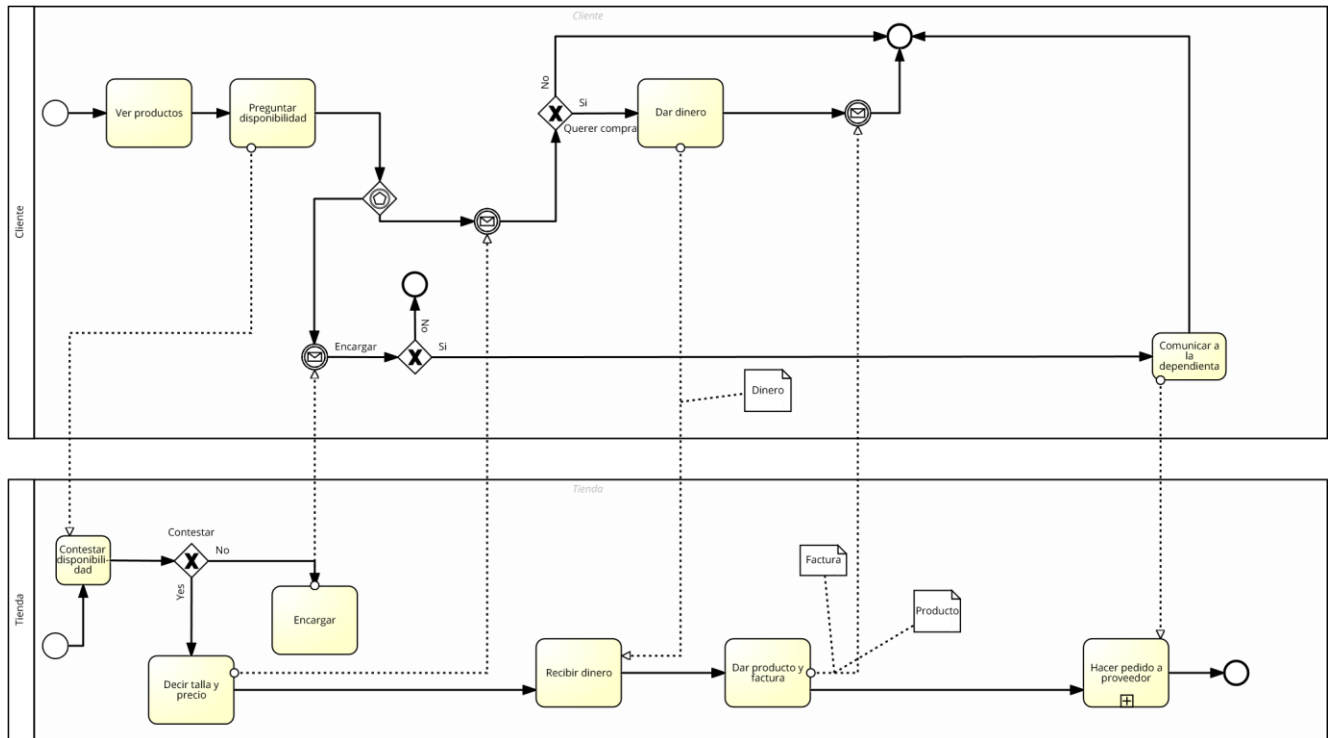 Cliente
Cliente
Ver productos
Preguntar
disponibilidad
No
Si
Querer compra
Dar dinero
Encargar
No
Si
Comunicar a
la
dependienta
Dinero
Tienda
Tienda
Contestar
disponibili-
dad
Contestar
No
Yes
Encargar
Decir talla y
precio
Recibir dinero
Dar producto y
factura
Factura
Producto
Hacer pedido a
proveedor